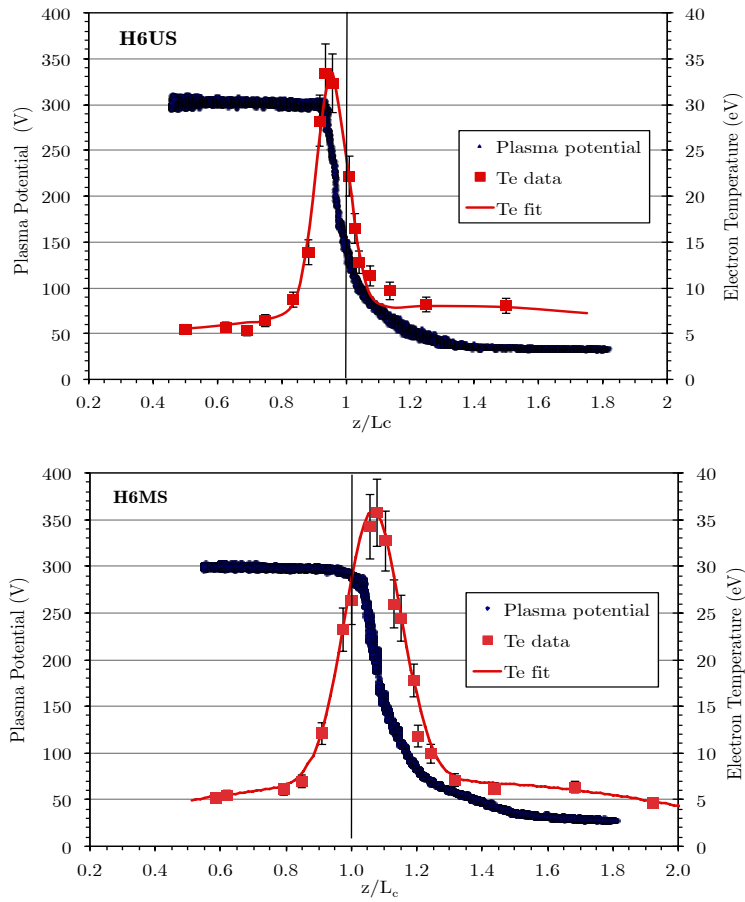 H6US
Plasma Potential (V)
400
350
300
250
200
150
100
50
0
Plasma potential
Te data
Te fit
40
35
30
25
20
15
10
5
0
Electron Temperature (eV)
0.2 0.4 0.6 0.8 1 1.2 1.4 1.6 1.8 2
z/Lc
H6MS
Plasma Potential (V)
400
350
300
250
200
150
100
50
0
Plasma potential
Te data
Te fit
40
35
30
25
20
15
10
5
0
Electron Temperature (eV)
0.2 0.4 0.6 0.8 1.0 1.2 1.4 1.6 1.8 2.0
z/L_c